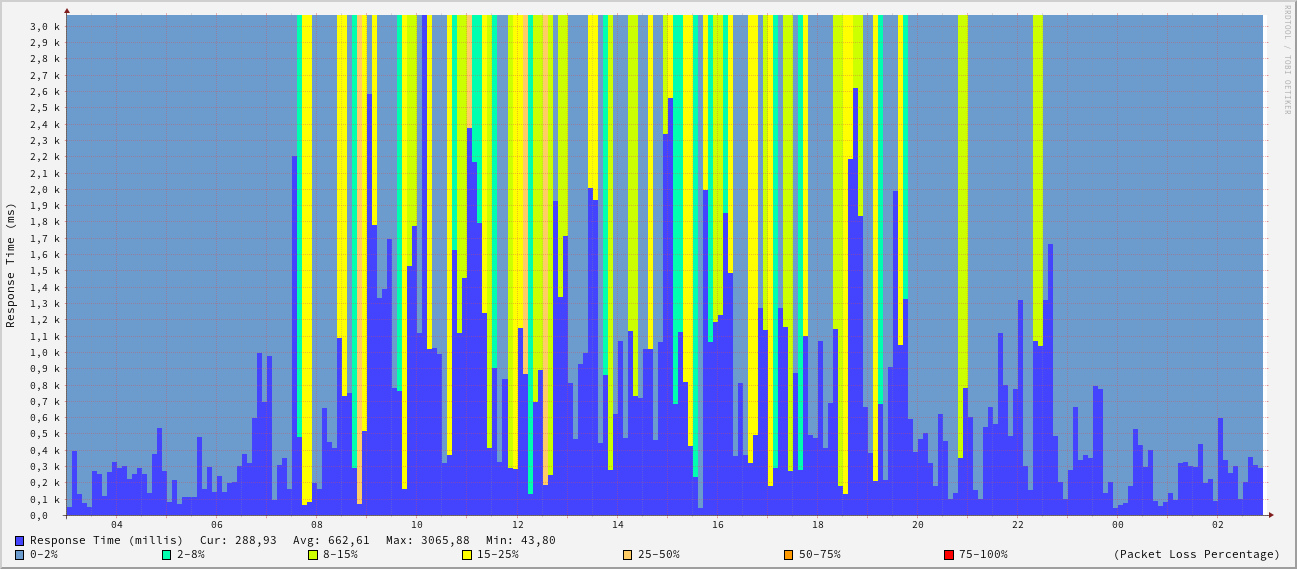 RRDTOOL / TOBI OETIKER
Response Time (ms)
3,0 k
2,9 k
2,8 k
2,7 k
2,6 k
2,5 k
2,4 k
2,3 k
2,2 k
2,1 k
2,0 k
1,9 k
1,8 k
1,7 k
1,6 k
1,5 k
1,4 k
1,3 k
1,2 k
1,1 k
1,0 k
0,9 k
0,8 k
0,7 k
0,6 k
0,5 k
0,4 k
0,3 k
0,2 k
0,1 k
0,0
04 06 08 10 12 14 16 18 20 22 00 02
Response Time (millis) Cur: 288,93 Avg: 662,61 Max: 3065,88 Min: 43,80
0-2% 2-8% 8-15% 15-25% 25-50% 50-75% 75-100% (Packet Loss Percentage)